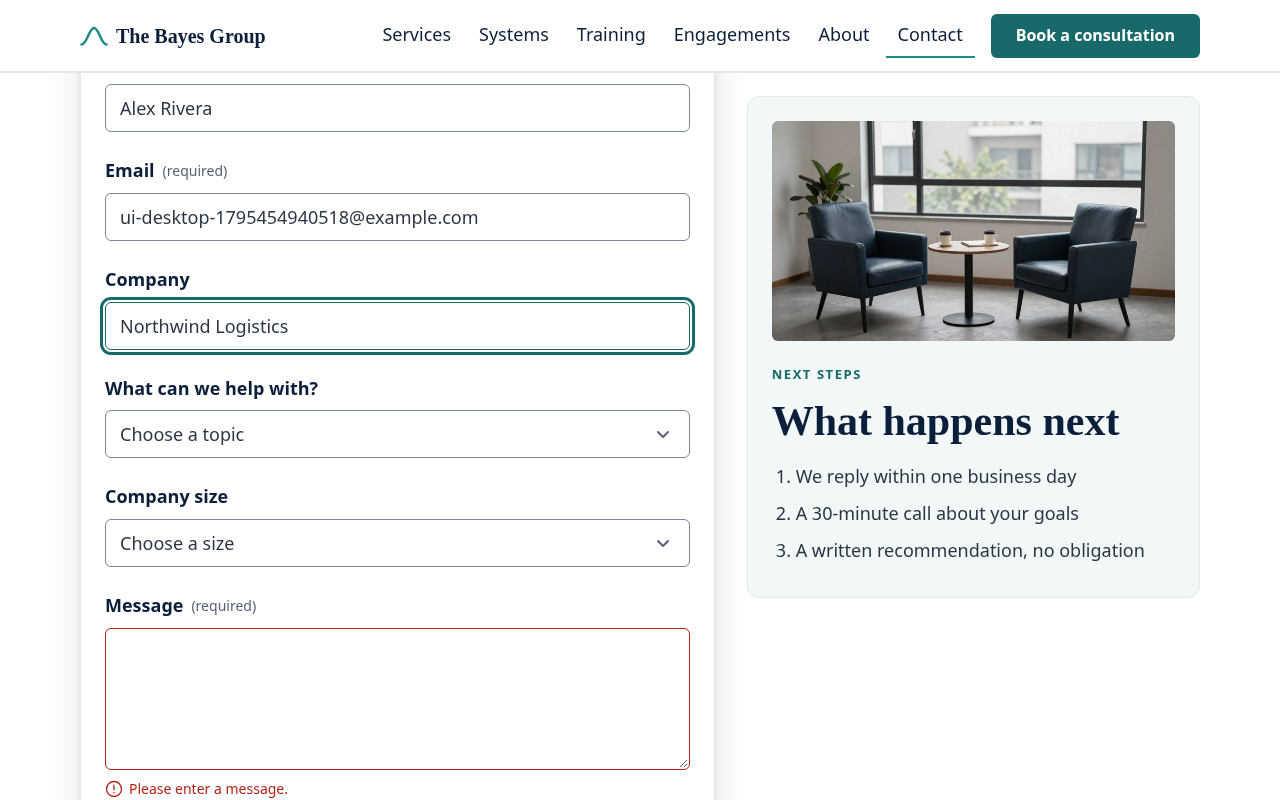 The Bayes Group
Services
Systems
Training
Engagements
About
Contact
Book a consultation
Alex Rivera
Email (required)
ui-desktop-1795454940518@example.com
Company
Northwind Logistics
What can we help with?
Choose a topic
Company size
Choose a size
Message (required)
Please enter a message.
NEXT STEPS
What happens next
1. We reply within one business day
2. A 30-minute call about your goals
3. A written recommendation, no obligation